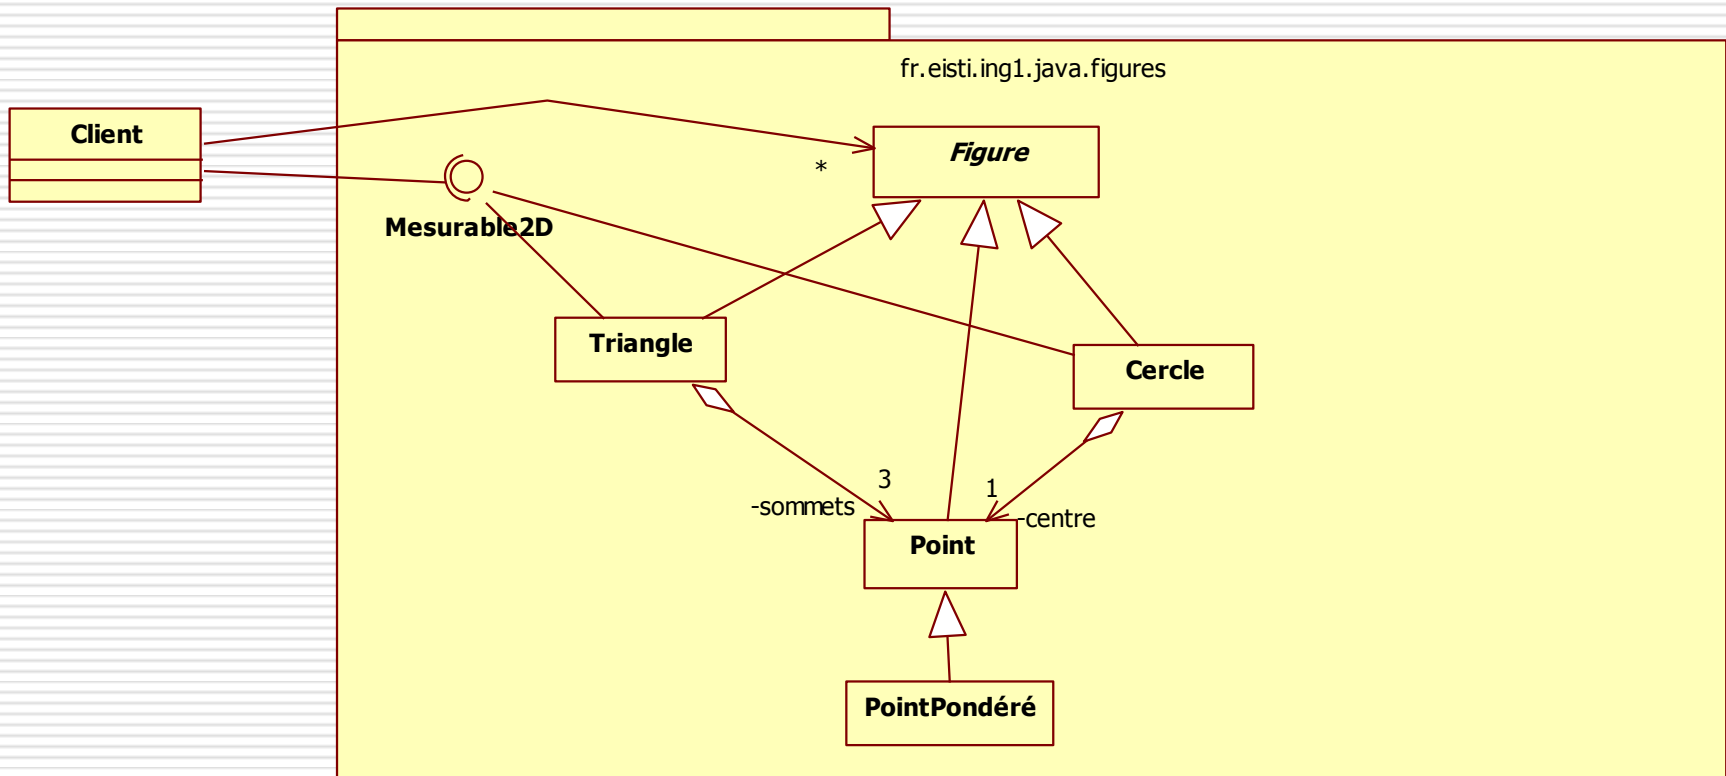 fr.eisti.ing1.java.figures
Client
Figure
*
Mesurable2D
Triangle
Cercle
3
1
-sommets
-centre
Point
PointPondéré